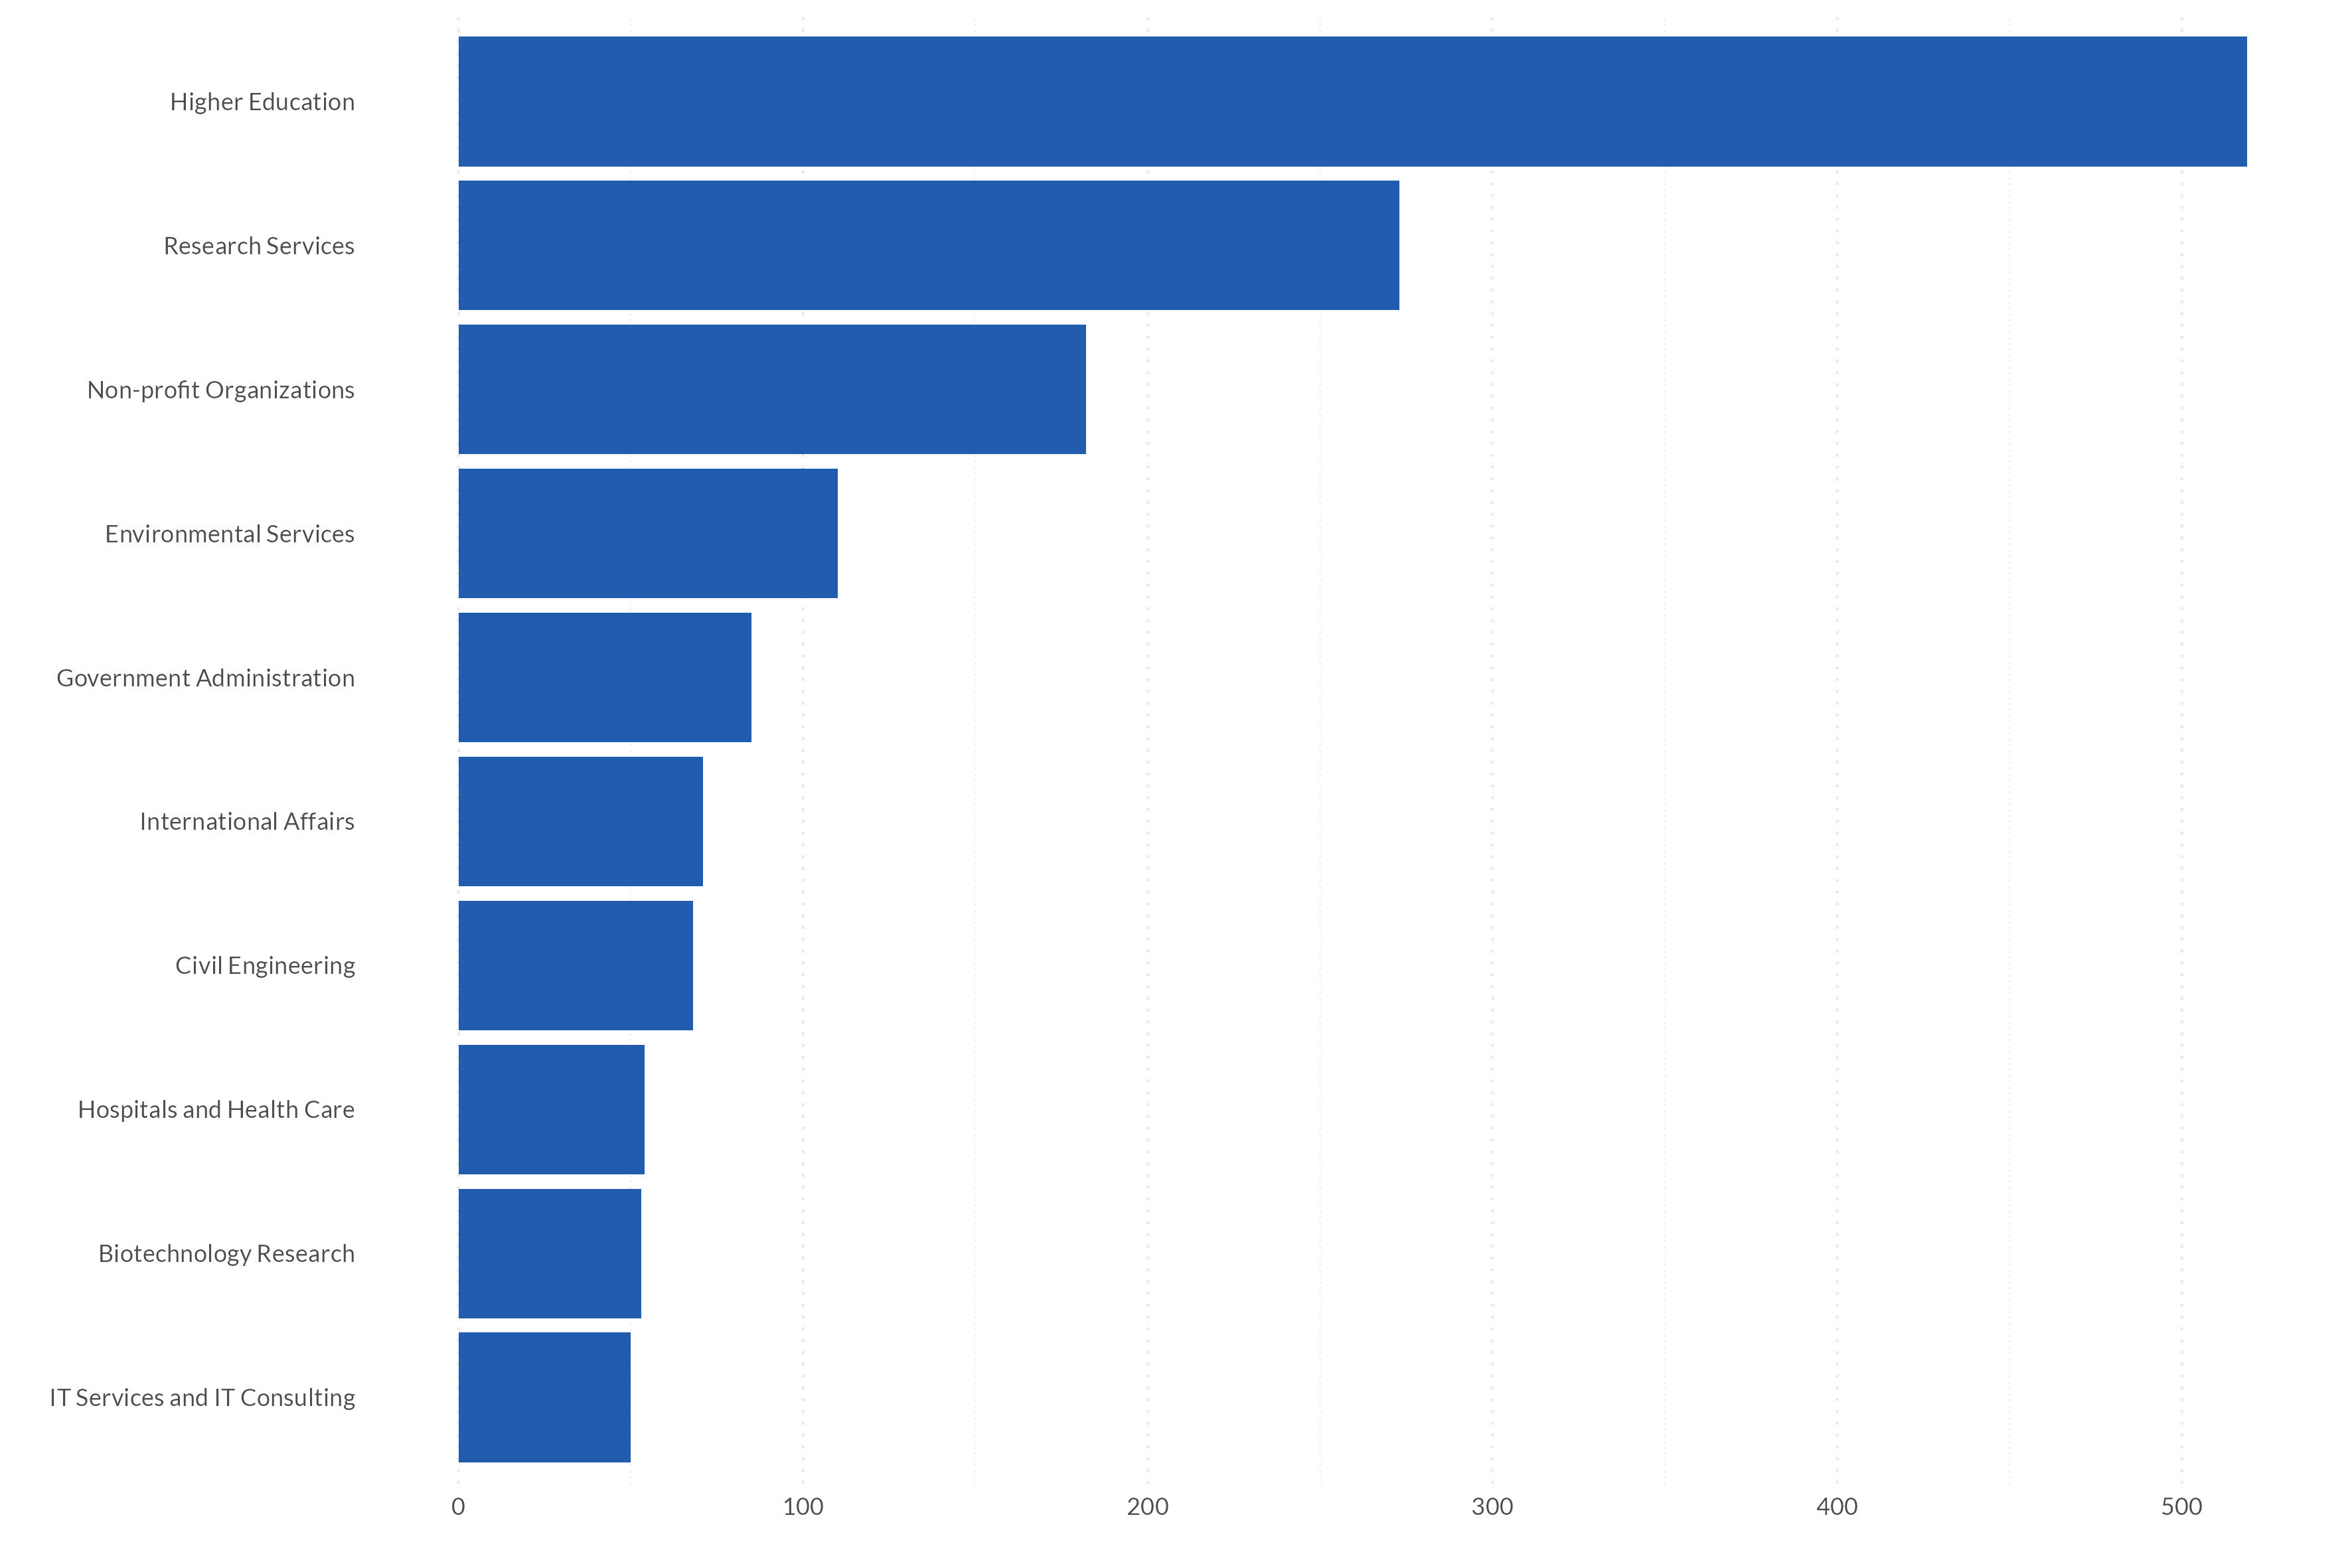 Higher Education
Research Services
Non-profit Organizations
Environmental Services
Government Administration
International Affairs
Civil Engineering
Hospitals and Health Care
Biotechnology Research
IT Services and IT Consulting
0 100 200 300 400 500